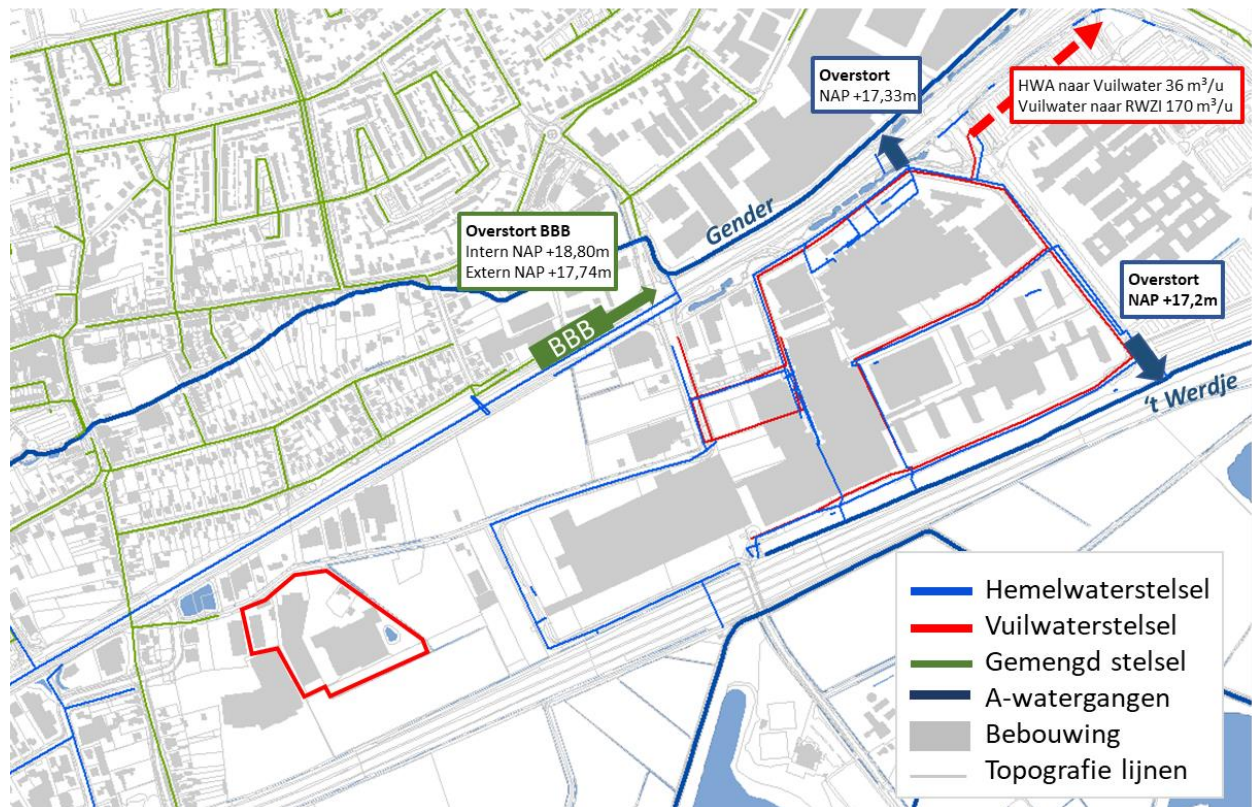 Overstort
NAP +17,33m
HWA naar Vuilwater 36 m³/u
Vuilwater naar RWZI 170 m³/u
Overstort BBB
Intern NAP +18,80m
Extern NAP +17,74m
Gender
BBB
Overstort
NAP +17,2m
't Werdje
Hemelwaterstelsel
Vuilwaterstelsel
Gemengd stelsel
A-watergangen
Bebouwing
Topografie lijnen